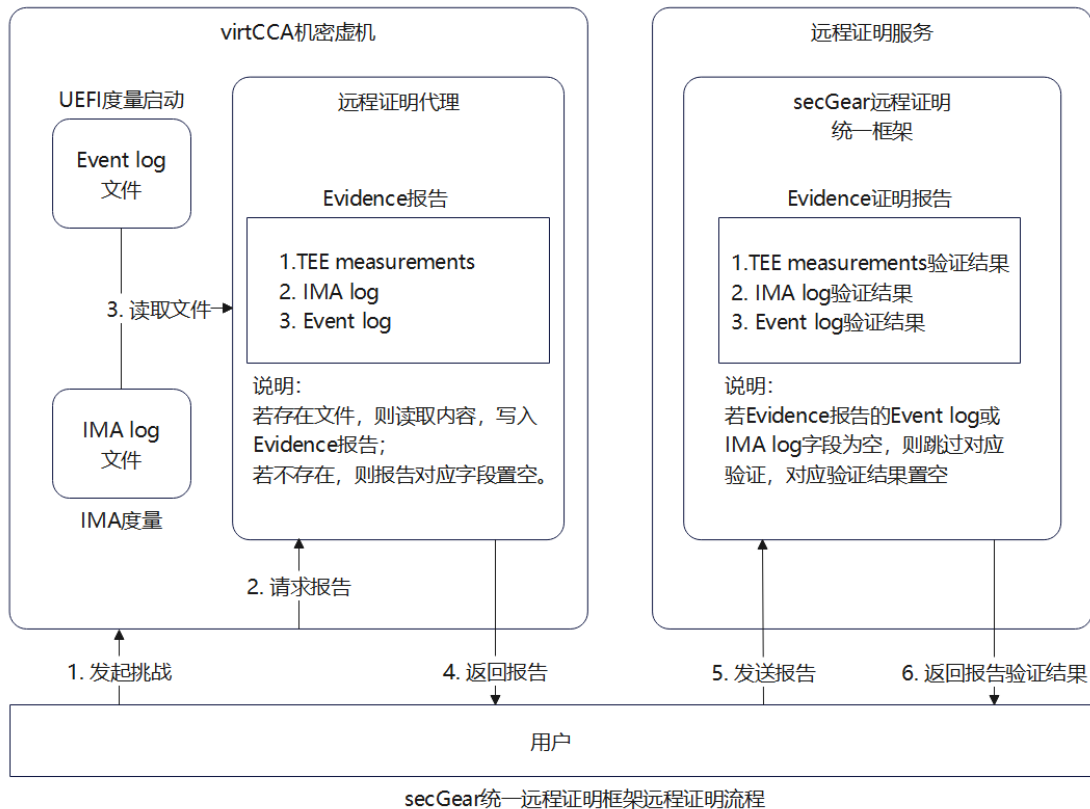 virtCCA机密虚机
UEFI度量启动
Event log
文件
3. 读取文件
IMA log
文件
IMA度量
远程证明代理
Evidence报告
1.TEE measurements
2. IMA log
3. Event log
说明：
若存在文件，则读取内容，写入
Evidence报告；
若不存在，则报告对应字段置空。
2. 请求报告
远程证明服务
secGear远程证明
统一框架
Evidence证明报告
1.TEE measurements验证结果
2. IMA log验证结果
3. Event log验证结果
说明：
若Evidence报告的Event log或
IMA log字段为空，则跳过对应
验证，对应验证结果置空
1. 发起挑战
4. 返回报告
5. 发送报告
6. 返回报告验证结果
用户
secGear统一远程证明框架远程证明流程